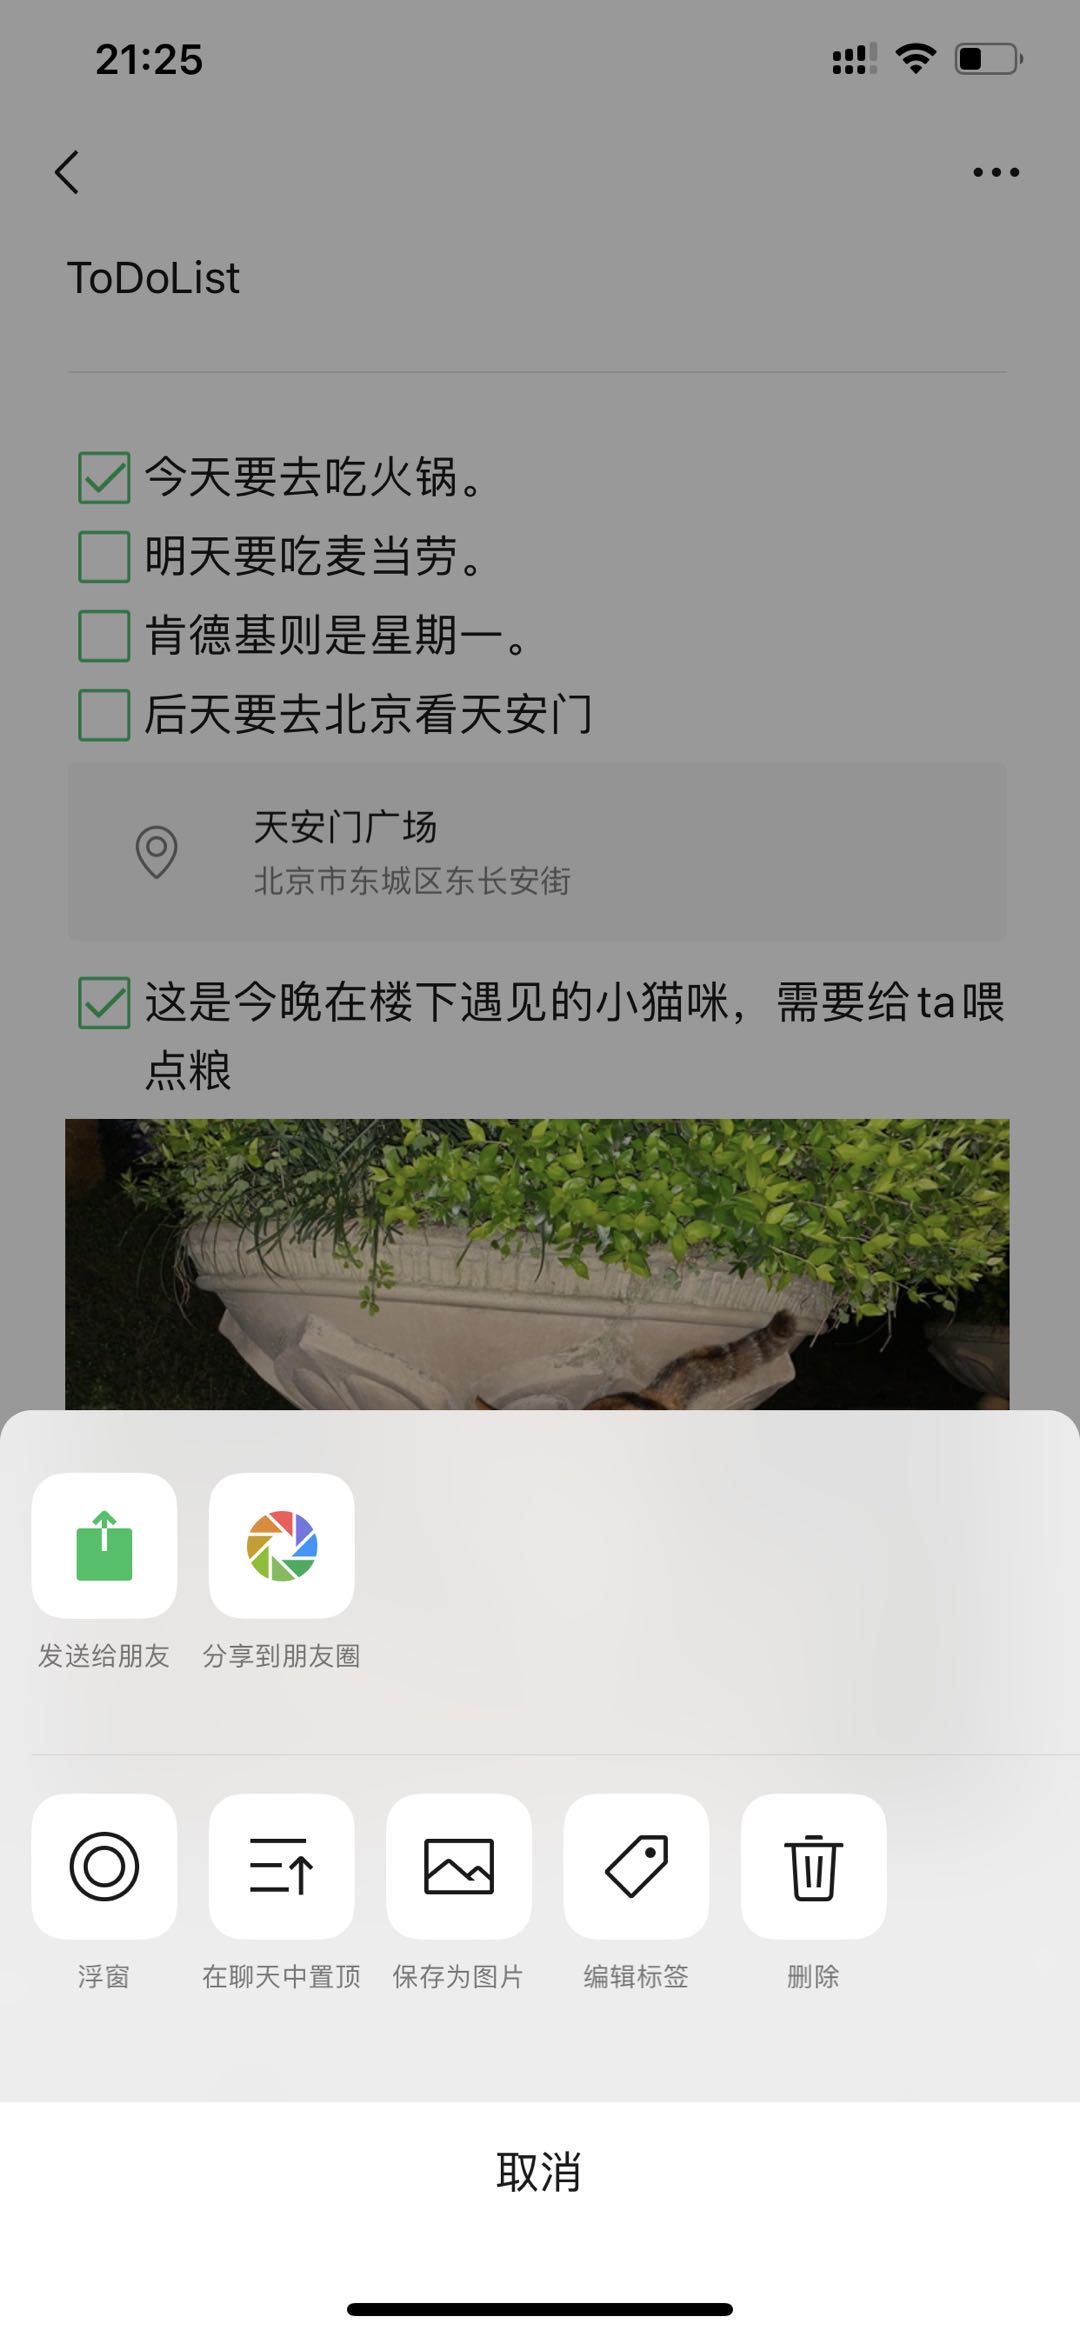 21:25
ToDoList
今天要去吃火锅。
明天要吃麦当劳。
肯德基则是星期一。
后天要去北京看天安门
天安门广场
北京市东城区东长安街
这是今晚在楼下遇见的小猫咪，需要给ta喂
点粮
发送给朋友 分享到朋友圈
浮窗 在聊天中置顶 保存为图片 编辑标签 删除
取消